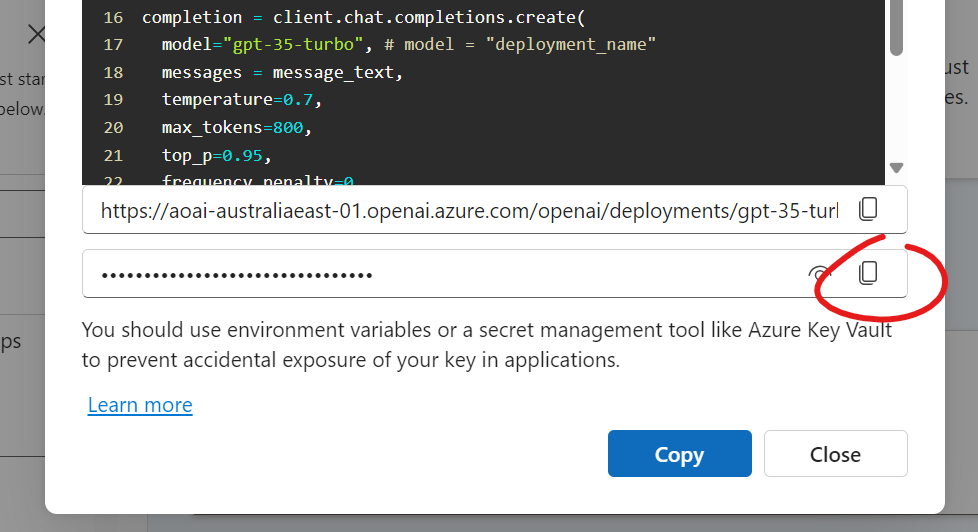 16 completion = client.chat.completions.create(
17 model="gpt-35-turbo", # model = "deployment_name"
18 messages = message_text,
19 temperature=0.7,
20 max_tokens=800,
21 top_p=0.95,
22 frequency_penalty=0
https://aoai-australiaeast-01.openai.azure.com/openai/deployments/gpt-35-tur
••••••••••••••••••••••••••••••••
You should use environment variables or a secret management tool like Azure Key Vault
to prevent accidental exposure of your key in applications.
Learn more
Copy
Close
st star
below.
ps
ust
es.